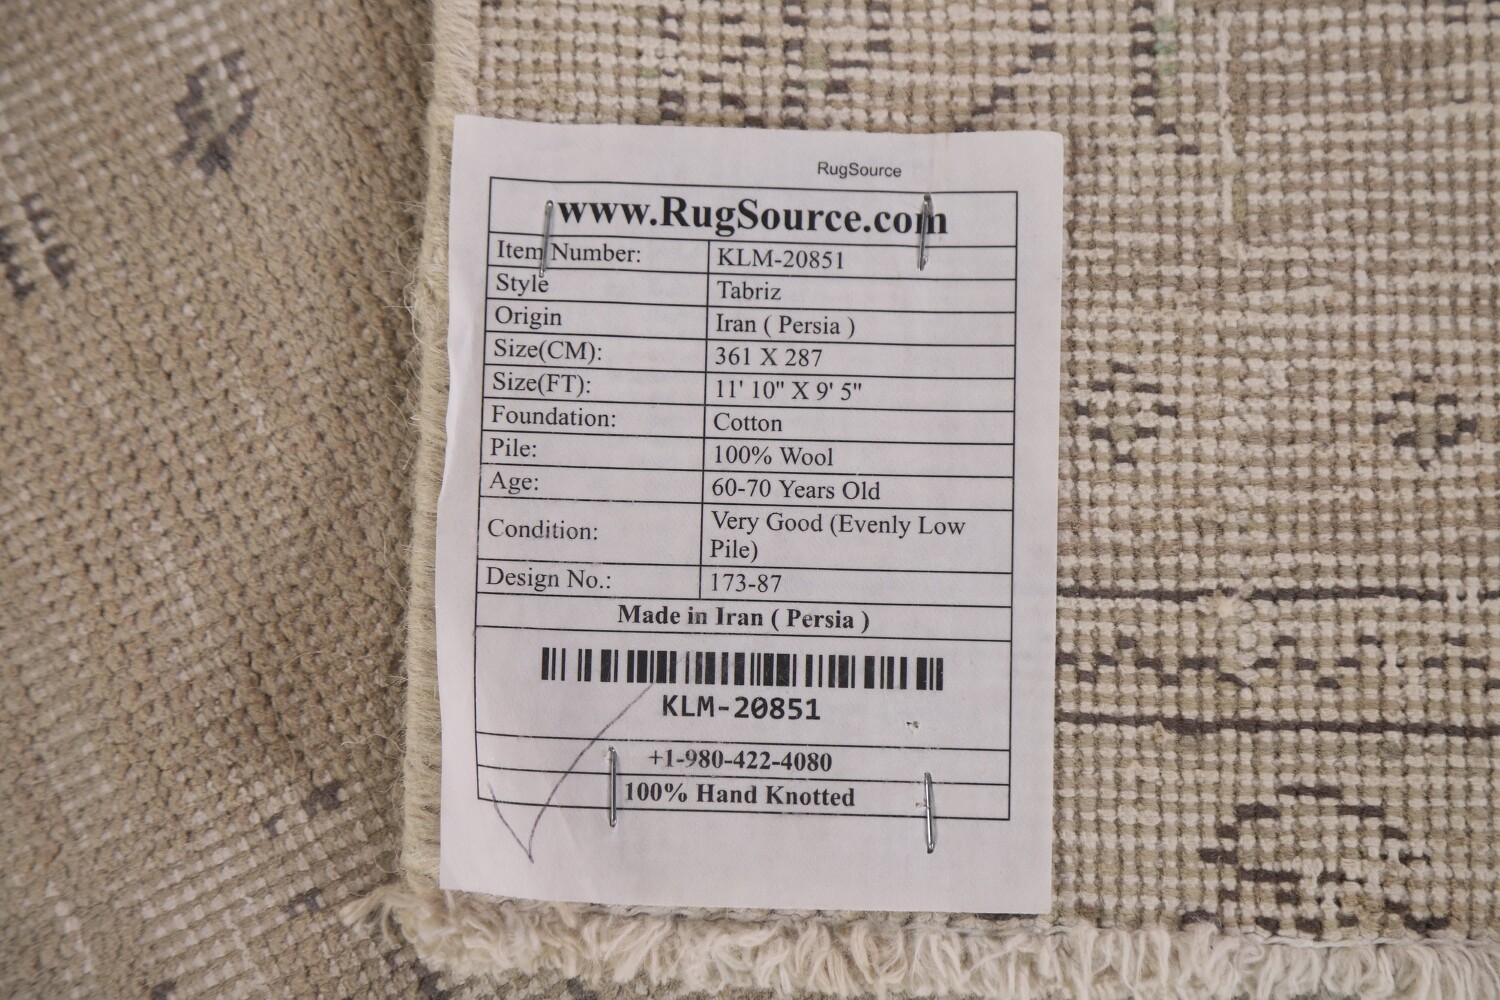 RugSource
www.RugSource.com
Item Number: KLM-20851
Style Tabriz
Origin Iran ( Persia )
Size(CM): 361 X 287
Size(FT): 11' 10" X 9' 5"
Foundation: Cotton
Pile: 100% Wool
Age: 60-70 Years Old
Condition: Very Good (Evenly Low
Pile)
Design No.: 173-87
Made in Iran ( Persia )
KLM-20851
+1-980-422-4080
100% Hand Knotted